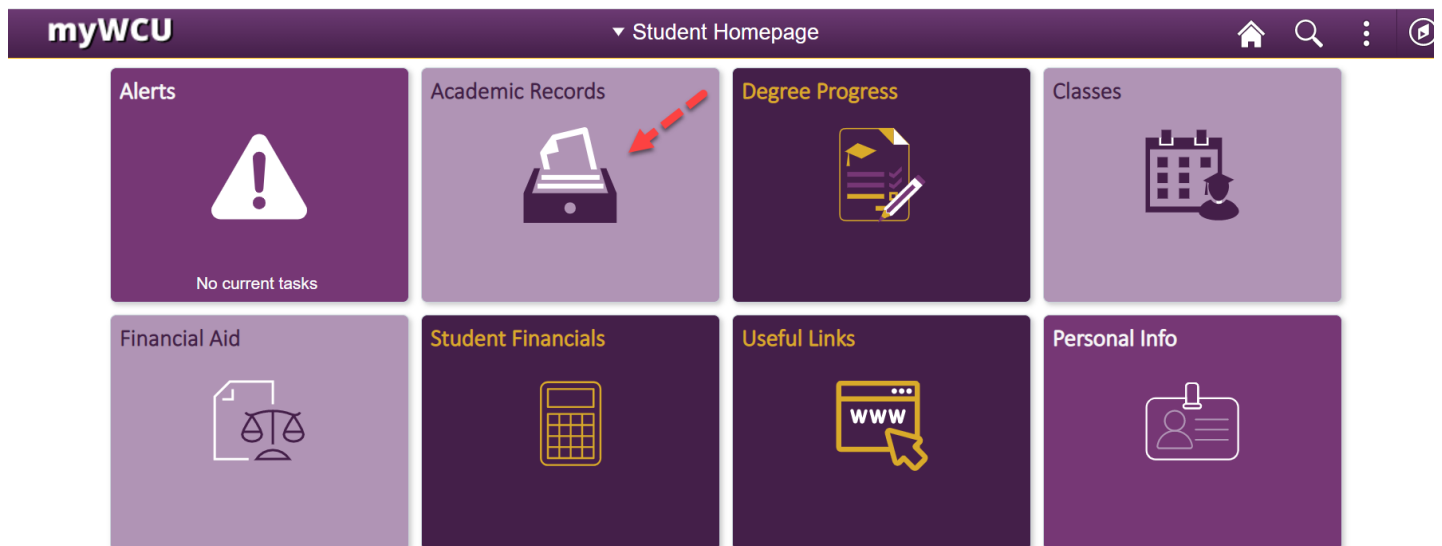 myWCU
Student Homepage
Alerts
Academic Records
Degree Progress
Classes
No current tasks
Financial Aid
Student Financials
Useful Links
Personal Info
www